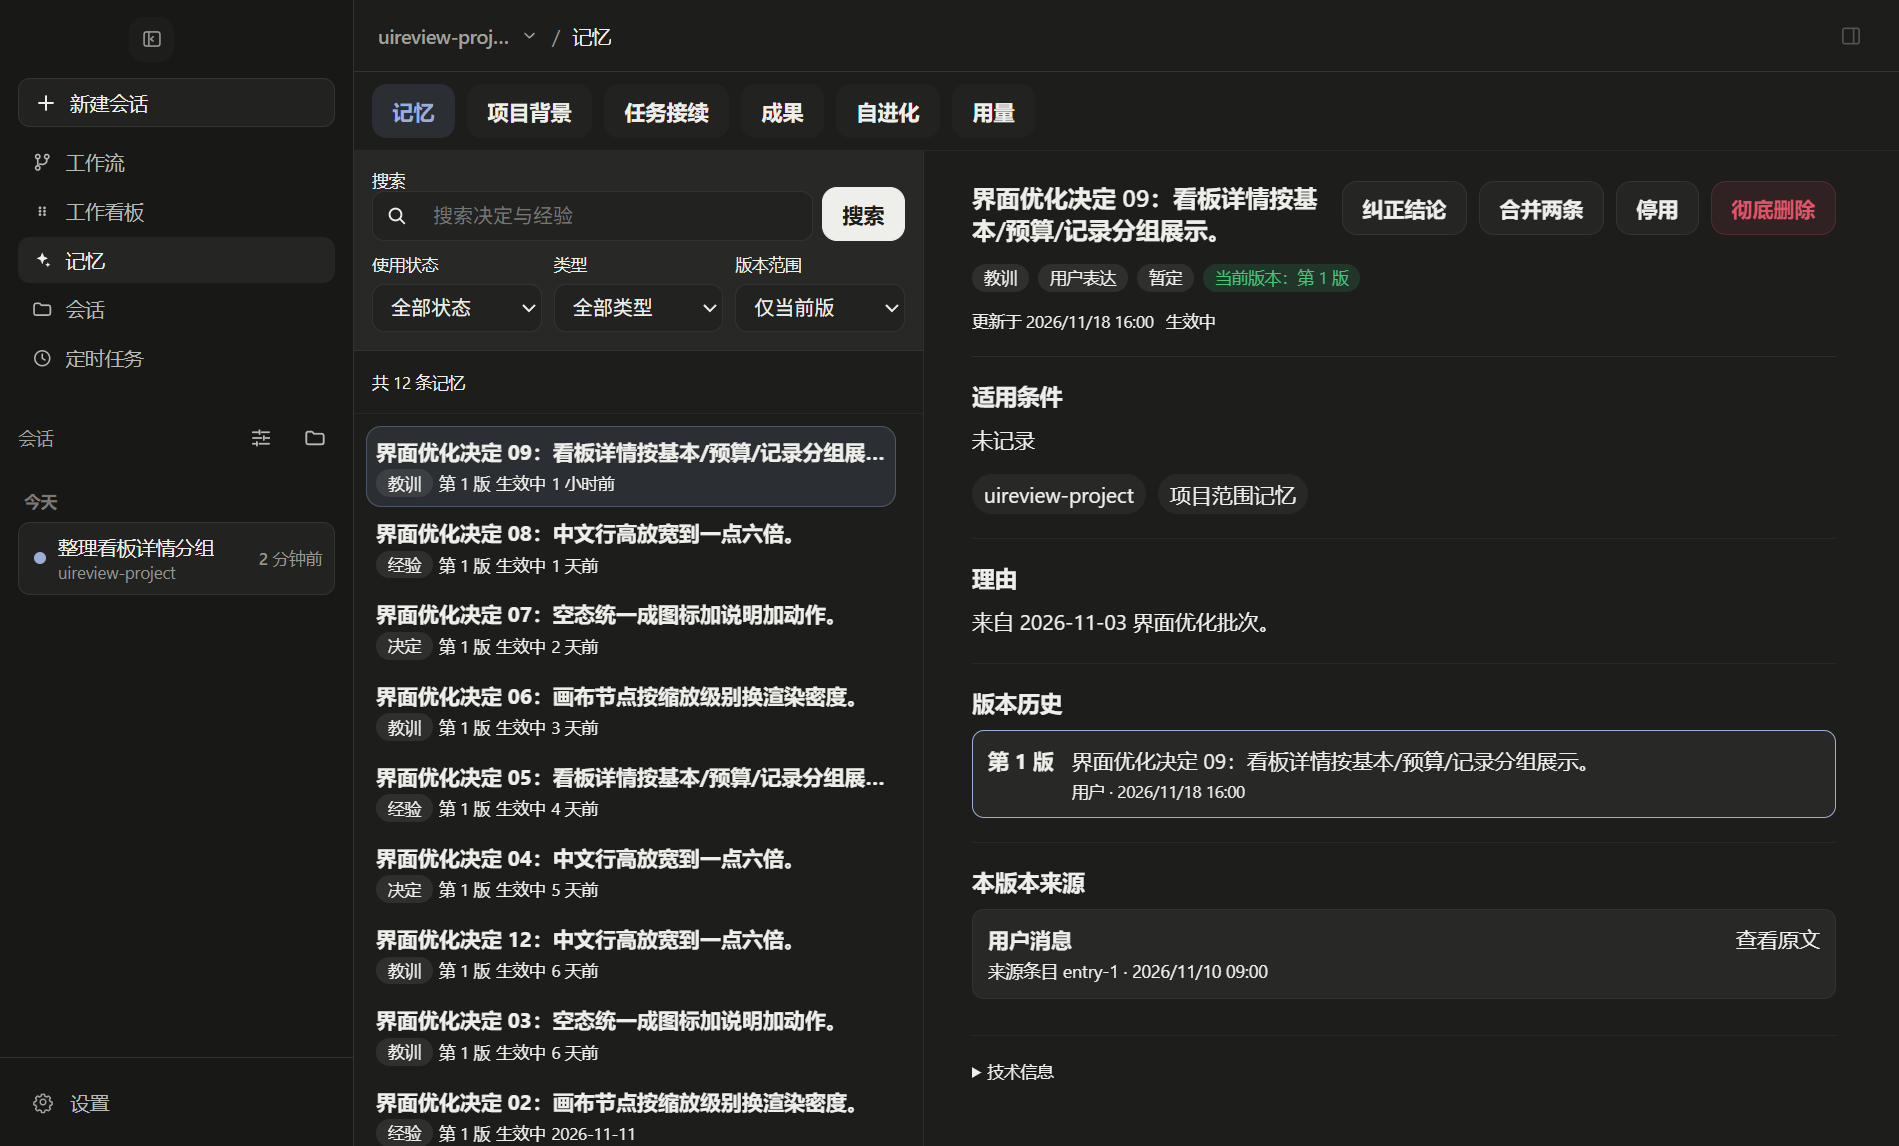 新建会话
工作流
工作看板
记忆
会话
定时任务
会话
今天
整理看板详情分组
uireview-project
2 分钟前
设置
uireview-proj... / 记忆
记忆
项目背景
任务接续
成果
自进化
用量
搜索
搜索决定与经验
搜索
使用状态
类型
版本范围
全部状态
全部类型
仅当前版
共 12 条记忆
界面优化决定 09：看板详情按基本/预算/记录分组展...
教训 第 1 版 生效中 1 小时前
界面优化决定 08：中文行高放宽到一点六倍。
经验 第 1 版 生效中 1 天前
界面优化决定 07：空态统一成图标加说明加动作。
决定 第 1 版 生效中 2 天前
界面优化决定 06：画布节点按缩放级别换渲染密度。
教训 第 1 版 生效中 3 天前
界面优化决定 05：看板详情按基本/预算/记录分组展...
经验 第 1 版 生效中 4 天前
界面优化决定 04：中文行高放宽到一点六倍。
决定 第 1 版 生效中 5 天前
界面优化决定 12：中文行高放宽到一点六倍。
教训 第 1 版 生效中 6 天前
界面优化决定 03：空态统一成图标加说明加动作。
教训 第 1 版 生效中 6 天前
界面优化决定 02：画布节点按缩放级别换渲染密度。
经验 第 1 版 生效中 2026-11-11
界面优化决定 09：看板详情按基
本/预算/记录分组展示。
纠正结论
合并两条
停用
彻底删除
教训 用户表达 暂定 当前版本：第 1 版
更新于 2026/11/18 16:00 生效中
适用条件
未记录
uireview-project 项目范围记忆
理由
来自 2026-11-03 界面优化批次。
版本历史
第 1 版 界面优化决定 09：看板详情按基本/预算/记录分组展示。
用户 · 2026/11/18 16:00
本版本来源
用户消息
查看原文
来源条目 entry-1 · 2026/11/10 09:00
技术信息